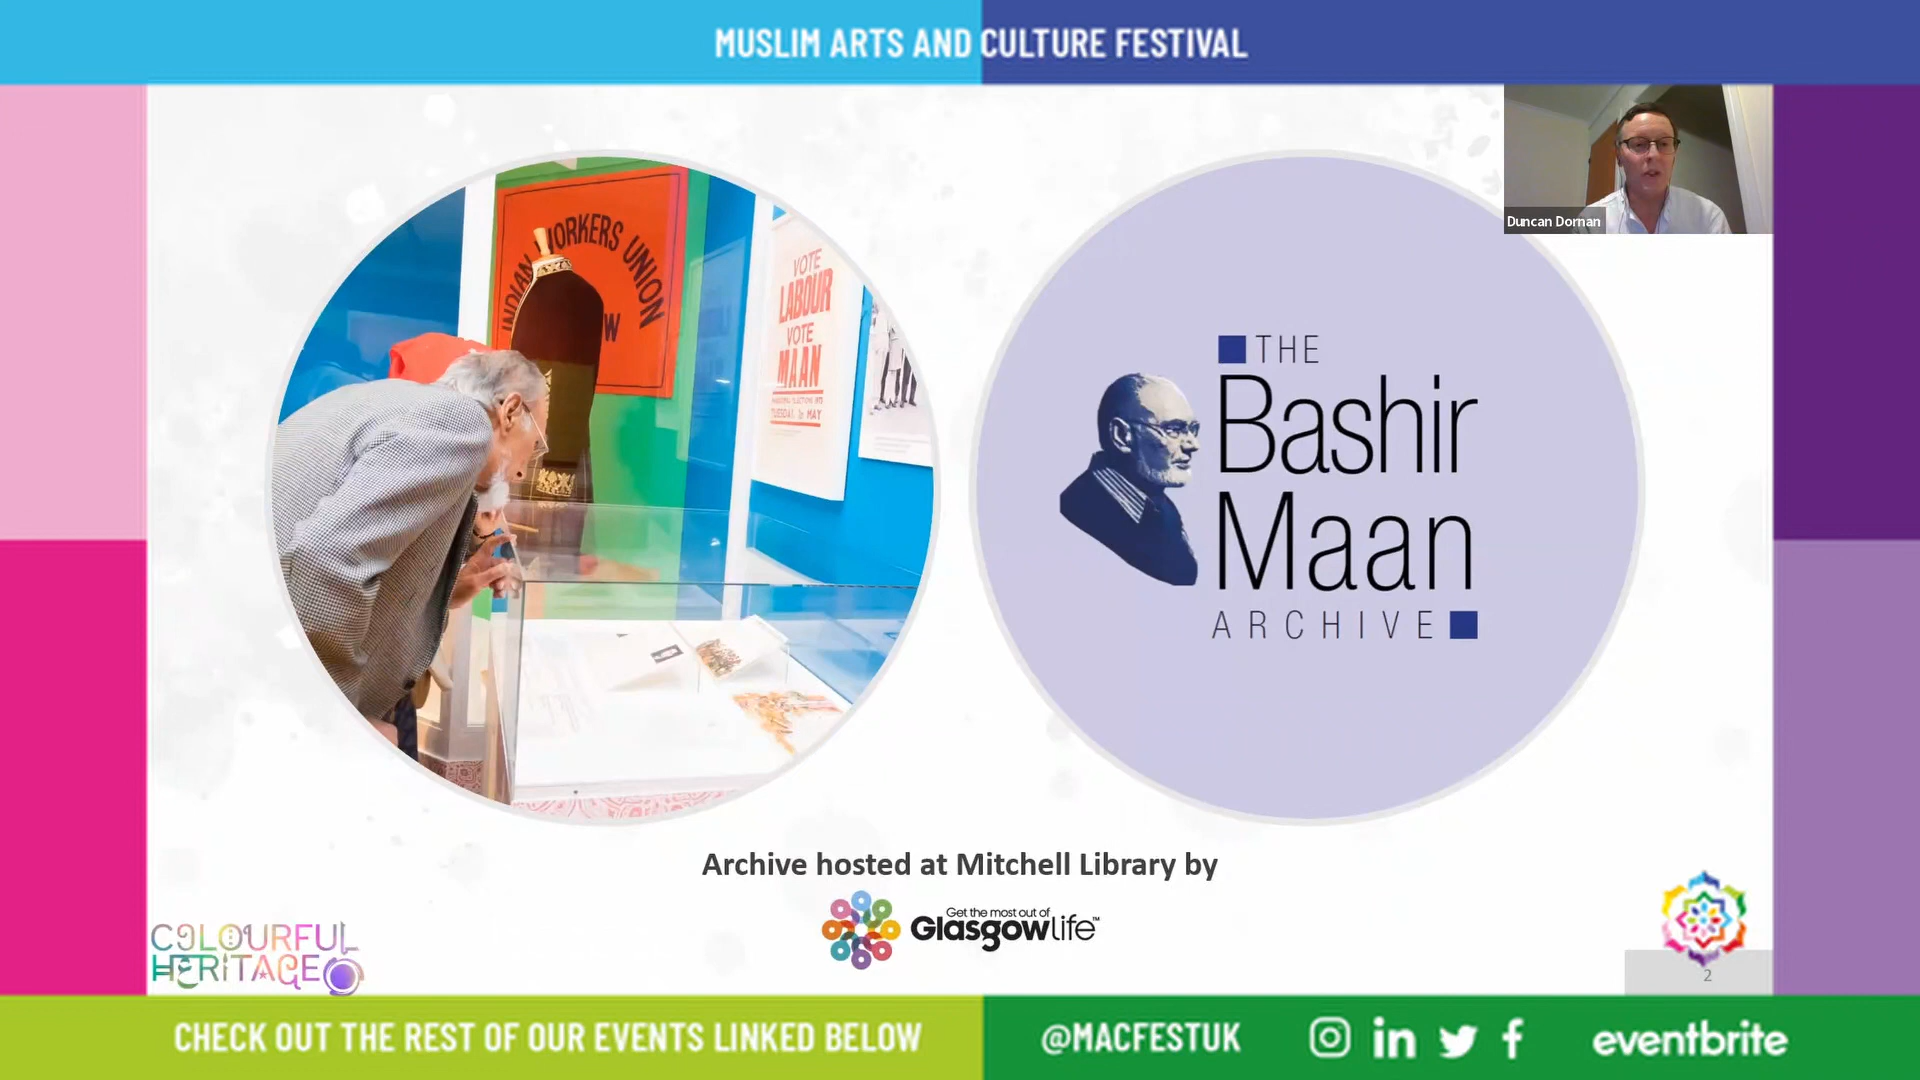 MUSLIM ARTS AND CULTURE FESTIVAL
INDIAN WORKERS UNION
VOTE
LABOUR
VOTE
MAAN
TUESDAY MAY
Duncan Dornan
THE
Bashir
Maan
ARCHIVE
Archive hosted at Mitchell Library by
Get the most out of
Glasgowlife™
COLOURFUL
HERITAGE
2
CHECK OUT THE REST OF OUR EVENTS LINKED BELOW
@MACFESTUK
eventbrite